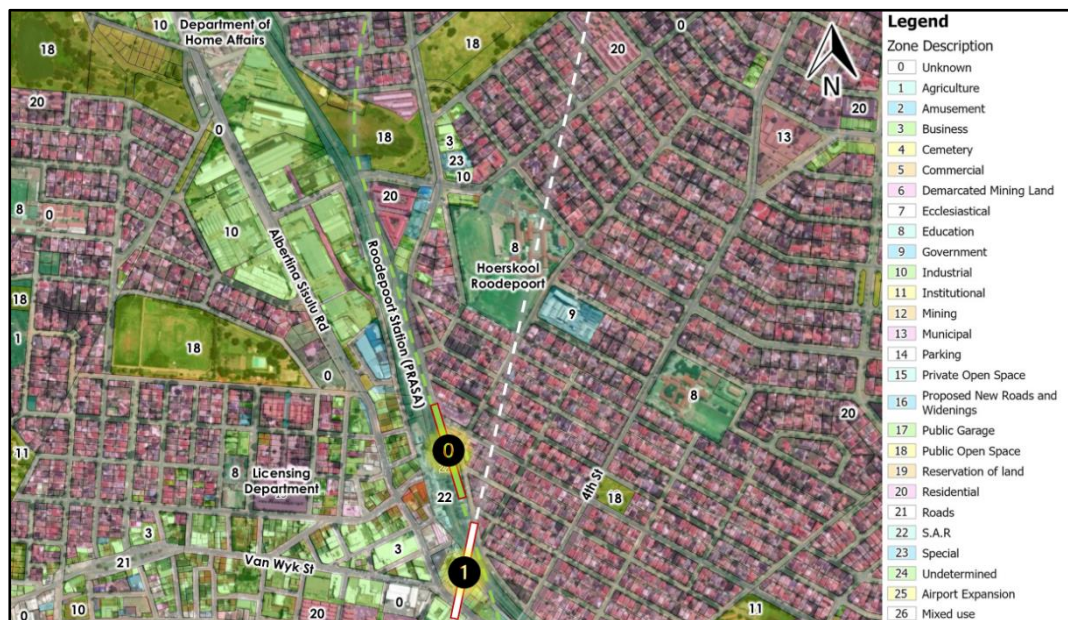 10
Department of
Home Affairs
18
18
20
0
20
0
18
3
23
10
20
13
20
8
0
10
Albertina Sisulu Rd
Roodepoort Station (PRASA)
8
Hoerskool
Roodepoort
9
18
1
18
0
8
20
0
11
8
Licensing
Department
22
4th St
18
3
21
Van Wyk St
3
1
0
10
0
20
11
N
Legend
Zone Description
0 Unknown
1 Agriculture
2 Amusement
3 Business
4 Cemetery
5 Commercial
6 Demarcated Mining Land
7 Ecclesiastical
8 Education
9 Government
10 Industrial
11 Institutional
12 Mining
13 Municipal
14 Parking
15 Private Open Space
16 Proposed New Roads and
Widenings
17 Public Garage
18 Public Open Space
19 Reservation of land
20 Residential
21 Roads
22 S.A.R
23 Special
24 Undetermined
25 Airport Expansion
26 Mixed use